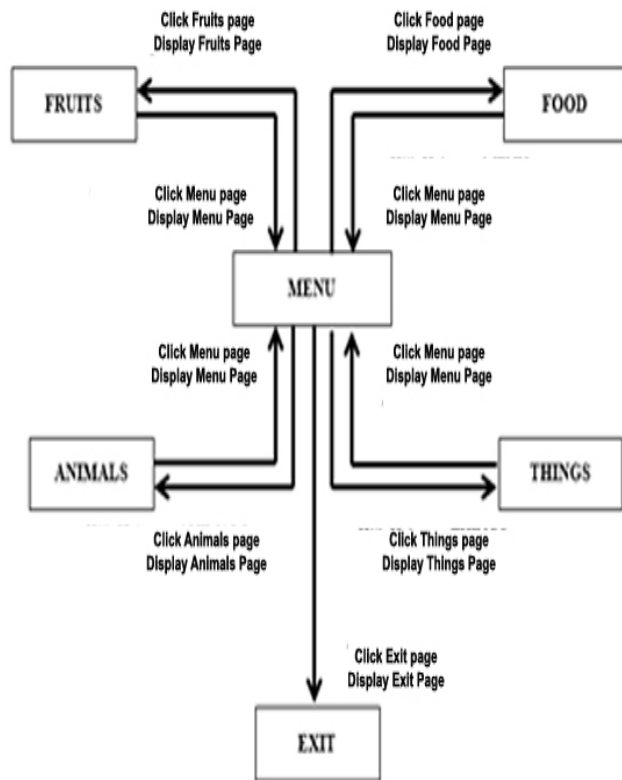 Click Fruits page
Display Fruits Page
Click Food page
Display Food Page
FRUITS
FOOD
Click Menu page
Display Menu Page
Click Menu page
Display Menu Page
MENU
Click Menu page
Display Menu Page
Click Menu page
Display Menu Page
ANIMALS
THINGS
Click Animals page
Display Animals Page
Click Things page
Display Things Page
Click Exit page
Display Exit Page
EXIT